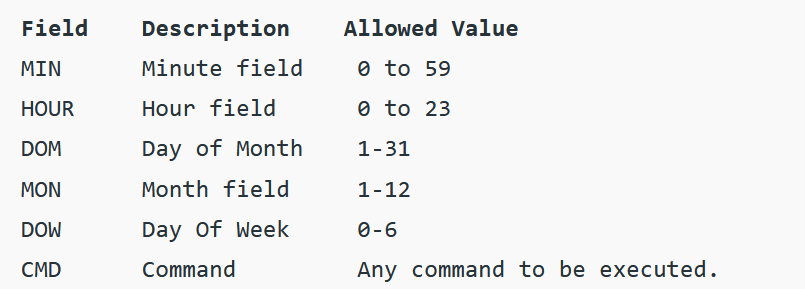 Field Description Allowed Value
MIN Minute field 0 to 59
HOUR Hour field 0 to 23
DOM Day of Month 1-31
MON Month field 1-12
DOW Day Of Week 0-6
CMD Command Any command to be executed.